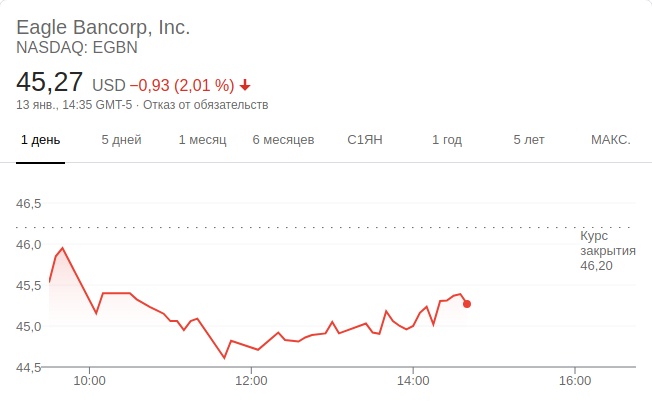 Eagle Bancorp, Inc.
NASDAQ: EGBN
45,27 USD −0,93 (2,01 %)
13 янв., 14:35 GMT-5 · Отказ от обязательств
1 день 5 дней 1 месяц 6 месяцев С1ЯН 1 год 5 лет МАКС.
46,5
46,0
45,5
45,0
44,5
Курс
закрытия
46,20
10:00 12:00 14:00 16:00